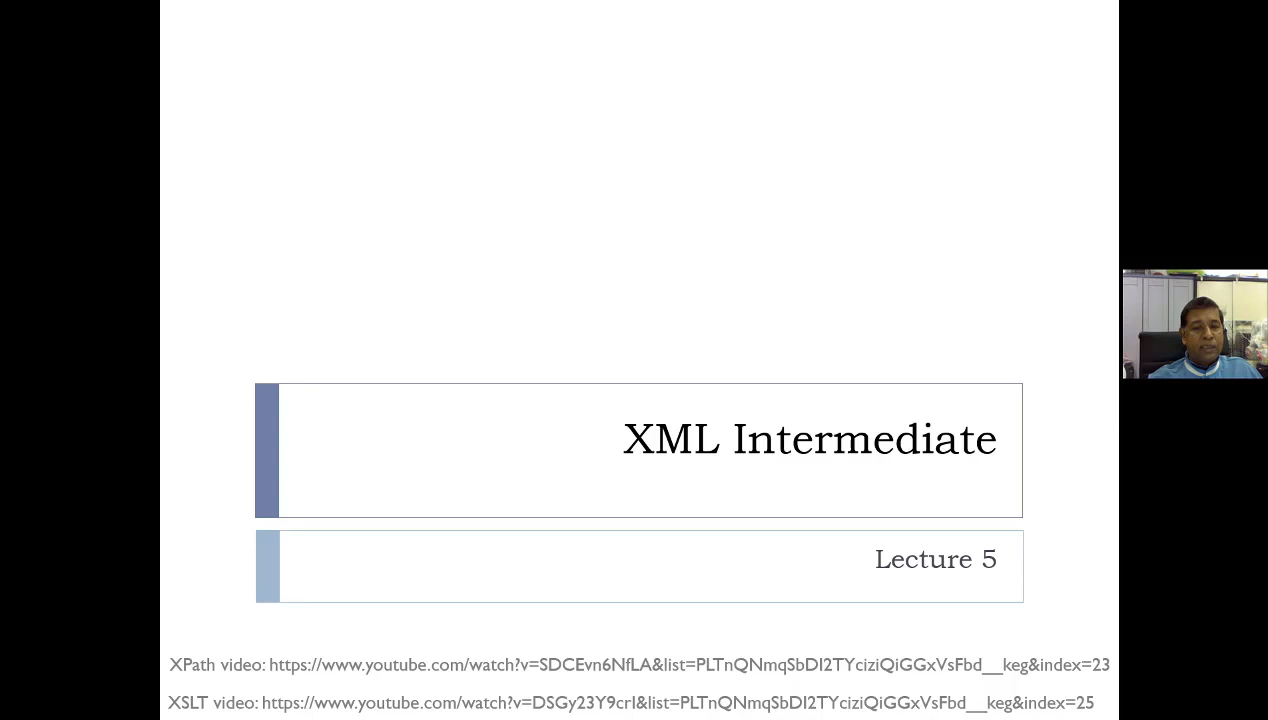 XML Intermediate
Lecture 5
XPath video: https://www.youtube.com/watch?v=SDCEvn6NfLA&list=PLTnQNmqSbDI2TYciziQiGGxVsFbd__keg&index=23
XSLT video: https://www.youtube.com/watch?v=DSGy23Y9crI&list=PLTnQNmqSbDI2TYciziQiGGxVsFbd__keg&index=25